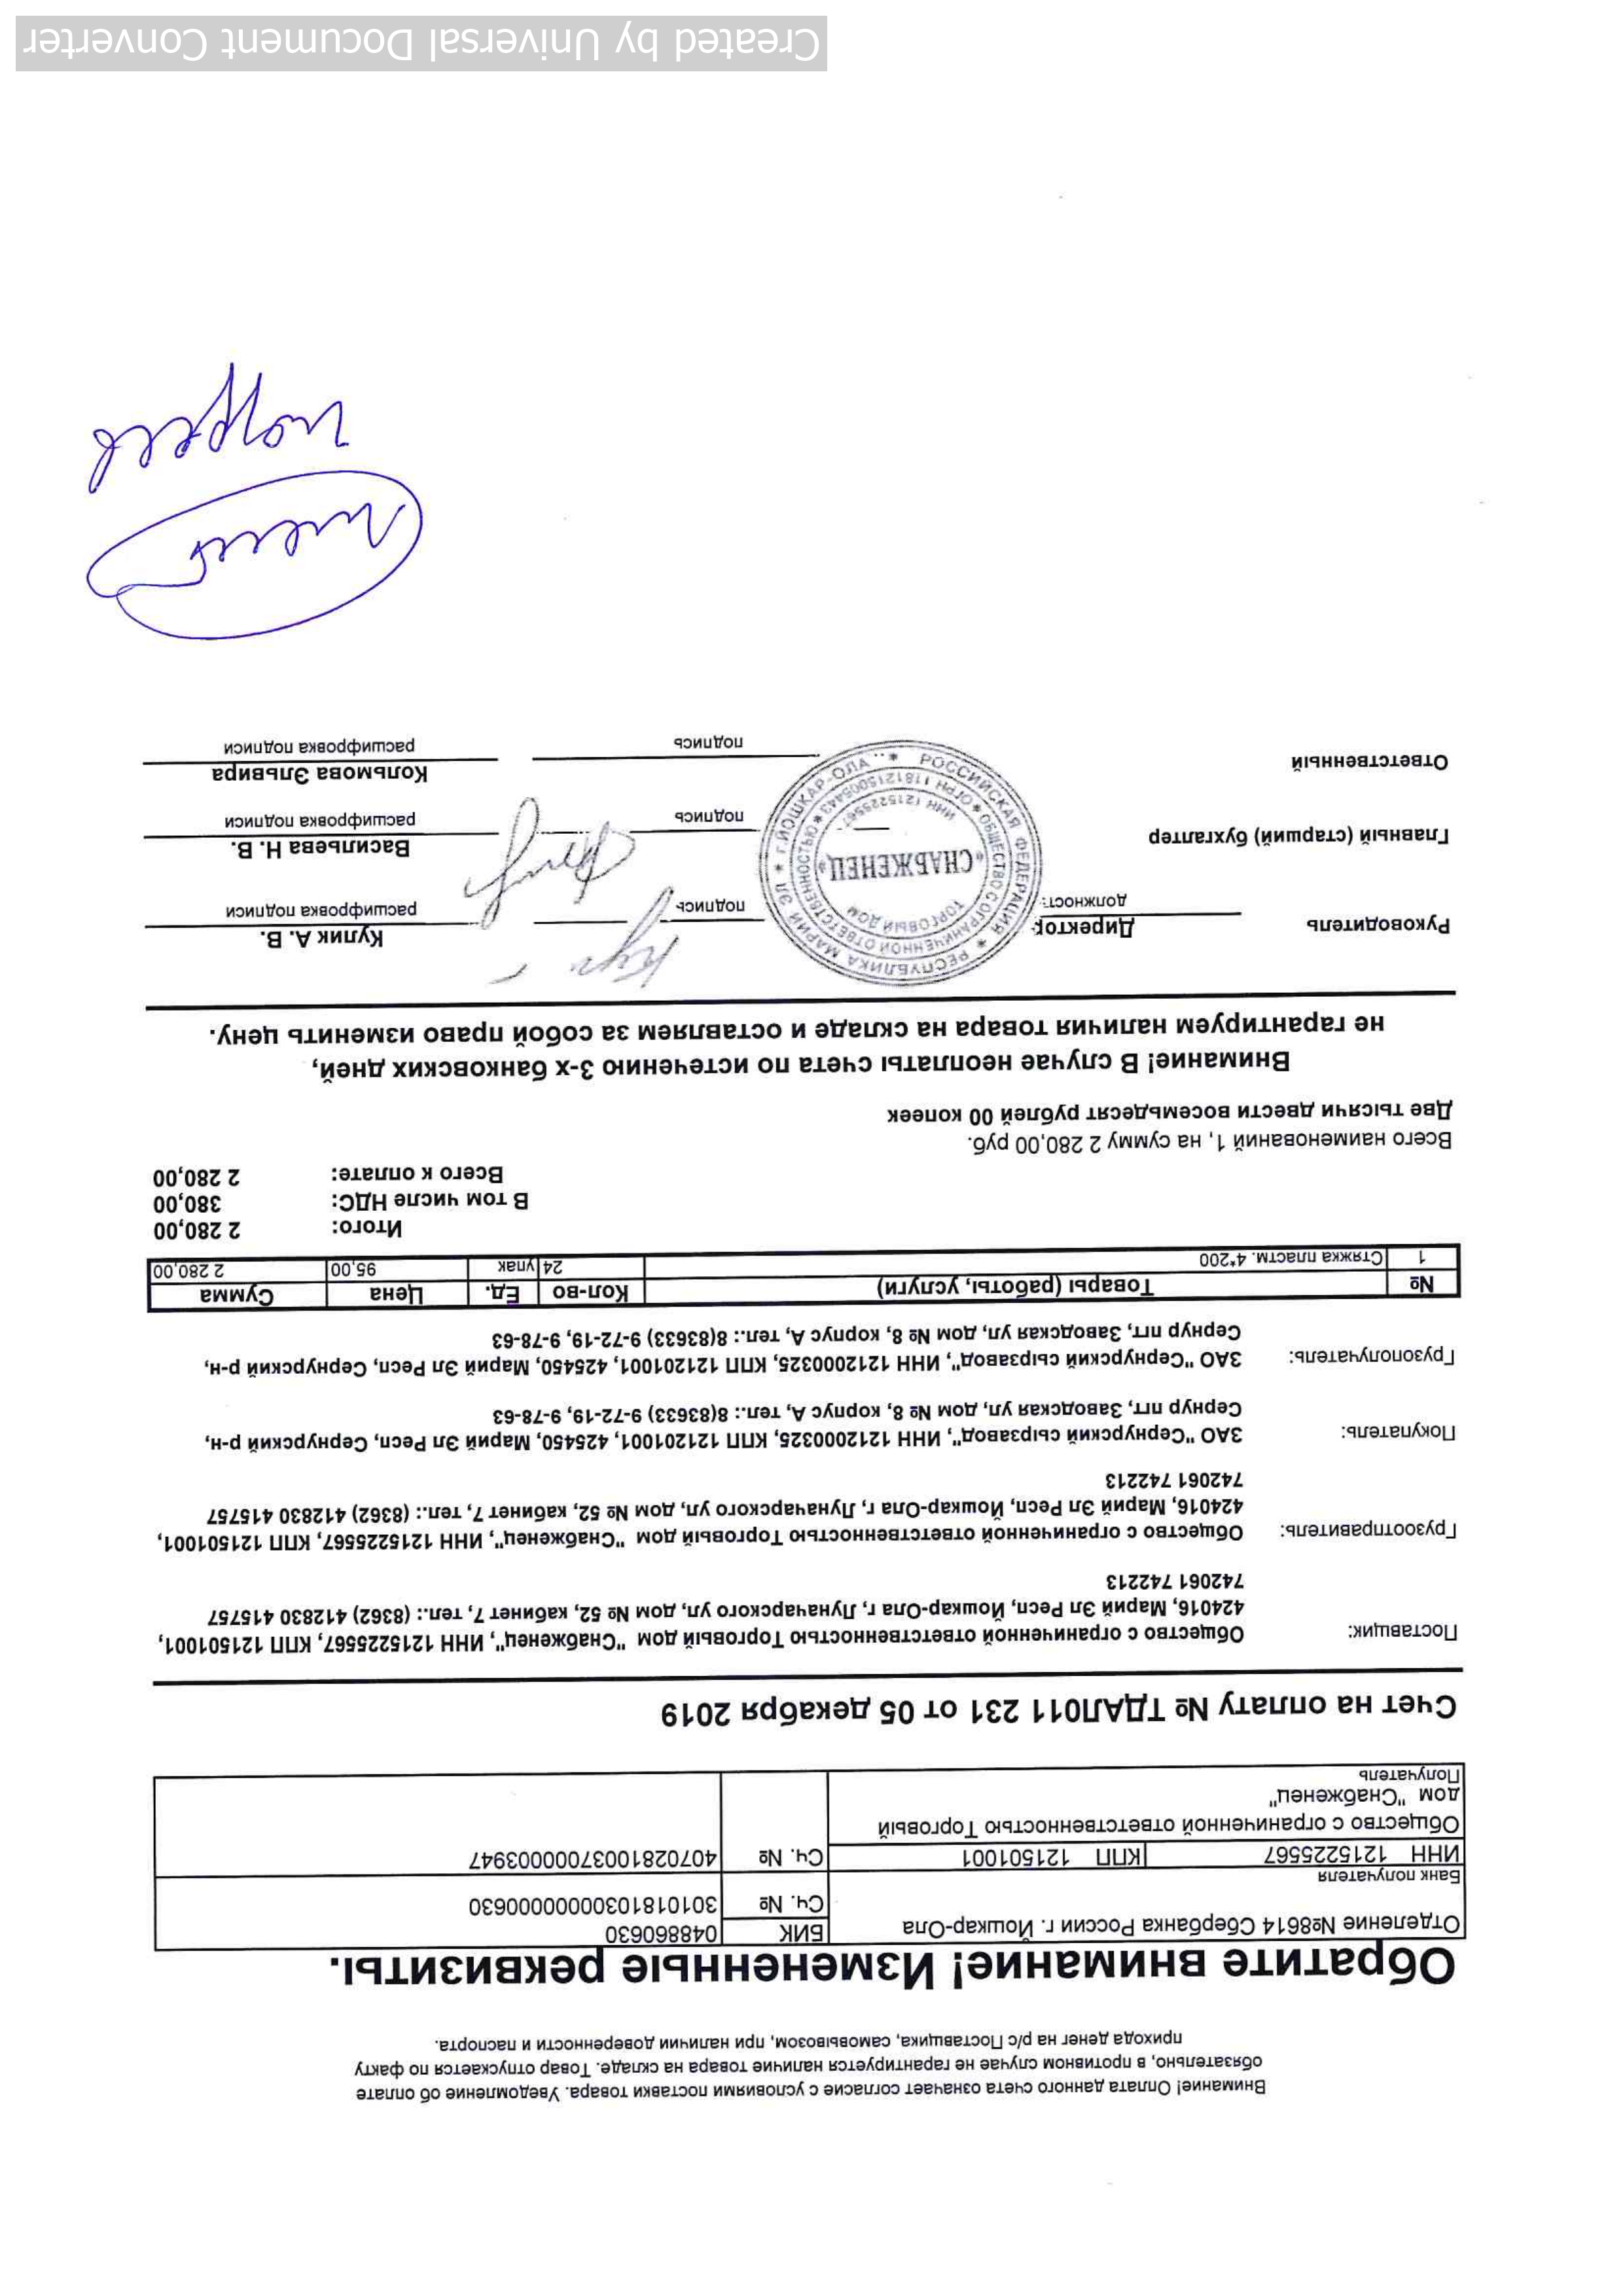 Внимание! Оплата данного счета означает согласие с условиями поставки товара. Уведомление об оплате
обязательно, в противном случае не гарантируется наличие товара на складе. Товар отпускается по факту
прихода денег на р/с Поставщика, самовывозом, при наличии доверенности и паспорта.
Обратите внимание! Измененные реквизиты.
Отделение №8614 Сбербанка России г. Йошкар-Ола БИК 048860630
Сч. № 30101810300000000630
Банк получателя
ИНН 1215225567 КПП 121501001 Сч. № 40702810037000003947
Общество с ограниченной ответственностью Торговый
дом "Снабженец"
Получатель
Счет на оплату № ТДАЛ011 231 от 05 декабря 2019
Поставщик: Общество с ограниченной ответственностью Торговый дом "Снабженец", ИНН 1215225567, КПП 121501001,
424016, Марий Эл Респ, Йошкар-Ола г, Луначарского ул, дом № 52, кабинет 7, тел.: (8362) 412830 415757
742061 742213
Грузоотправитель: Общество с ограниченной ответственностью Торговый дом "Снабженец", ИНН 1215225567, КПП 121501001,
424016, Марий Эл Респ, Йошкар-Ола г, Луначарского ул, дом № 52, кабинет 7, тел.: (8362) 412830 415757
742061 742213
Покупатель: ЗАО "Сернурский сырзавод", ИНН 1212000325, КПП 121201001, 425450, Марий Эл Респ, Сернурский р-н,
Сернур пгт, Заводская ул, дом № 8, корпус А, тел.: 8(83633) 9-72-19, 9-78-63
Грузополучатель: ЗАО "Сернурский сырзавод", ИНН 1212000325, КПП 121201001, 425450, Марий Эл Респ, Сернурский р-н,
Сернур пгт, Заводская ул, дом № 8, корпус А, тел.: 8(83633) 9-72-19, 9-78-63
№ Товары (работы, услуги) Кол-во Ед. Цена Сумма
1 Стяжка пластм. 4*200 24 упак 95,00 2 280,00
Итого: 2 280,00
В том числе НДС: 380,00
Всего к оплате: 2 280,00
Всего наименований 1, на сумму 2 280,00 руб.
Две тысячи двести восемьдесят рублей 00 копеек
Внимание! В случае неоплаты счета по истечению 3-х банковских дней,
не гарантируем наличия товара на складе и оставляем за собой право изменить цену.
Руководитель Директор Кулик А. В.
должность подпись расшифровка подписи
Главный (старший) бухгалтер Васильева Н. В.
подпись расшифровка подписи
Ответственный Кольмова Эльвира
подпись расшифровка подписи
РОССИЙСКАЯ ФЕДЕРАЦИЯ * РЕСПУБЛИКА МАРИЙ ЭЛ * г.ЙОШКАР-ОЛА
ОБЩЕСТВО С ОГРАНИЧЕННОЙ ОТВЕТСТВЕННОСТЬЮ * ОГРН 1181215005443
ТОРГОВЫЙ ДОМ
«СНАБЖЕНЕЦ»
ИНН 1215225567
Created by Universal Document Converter